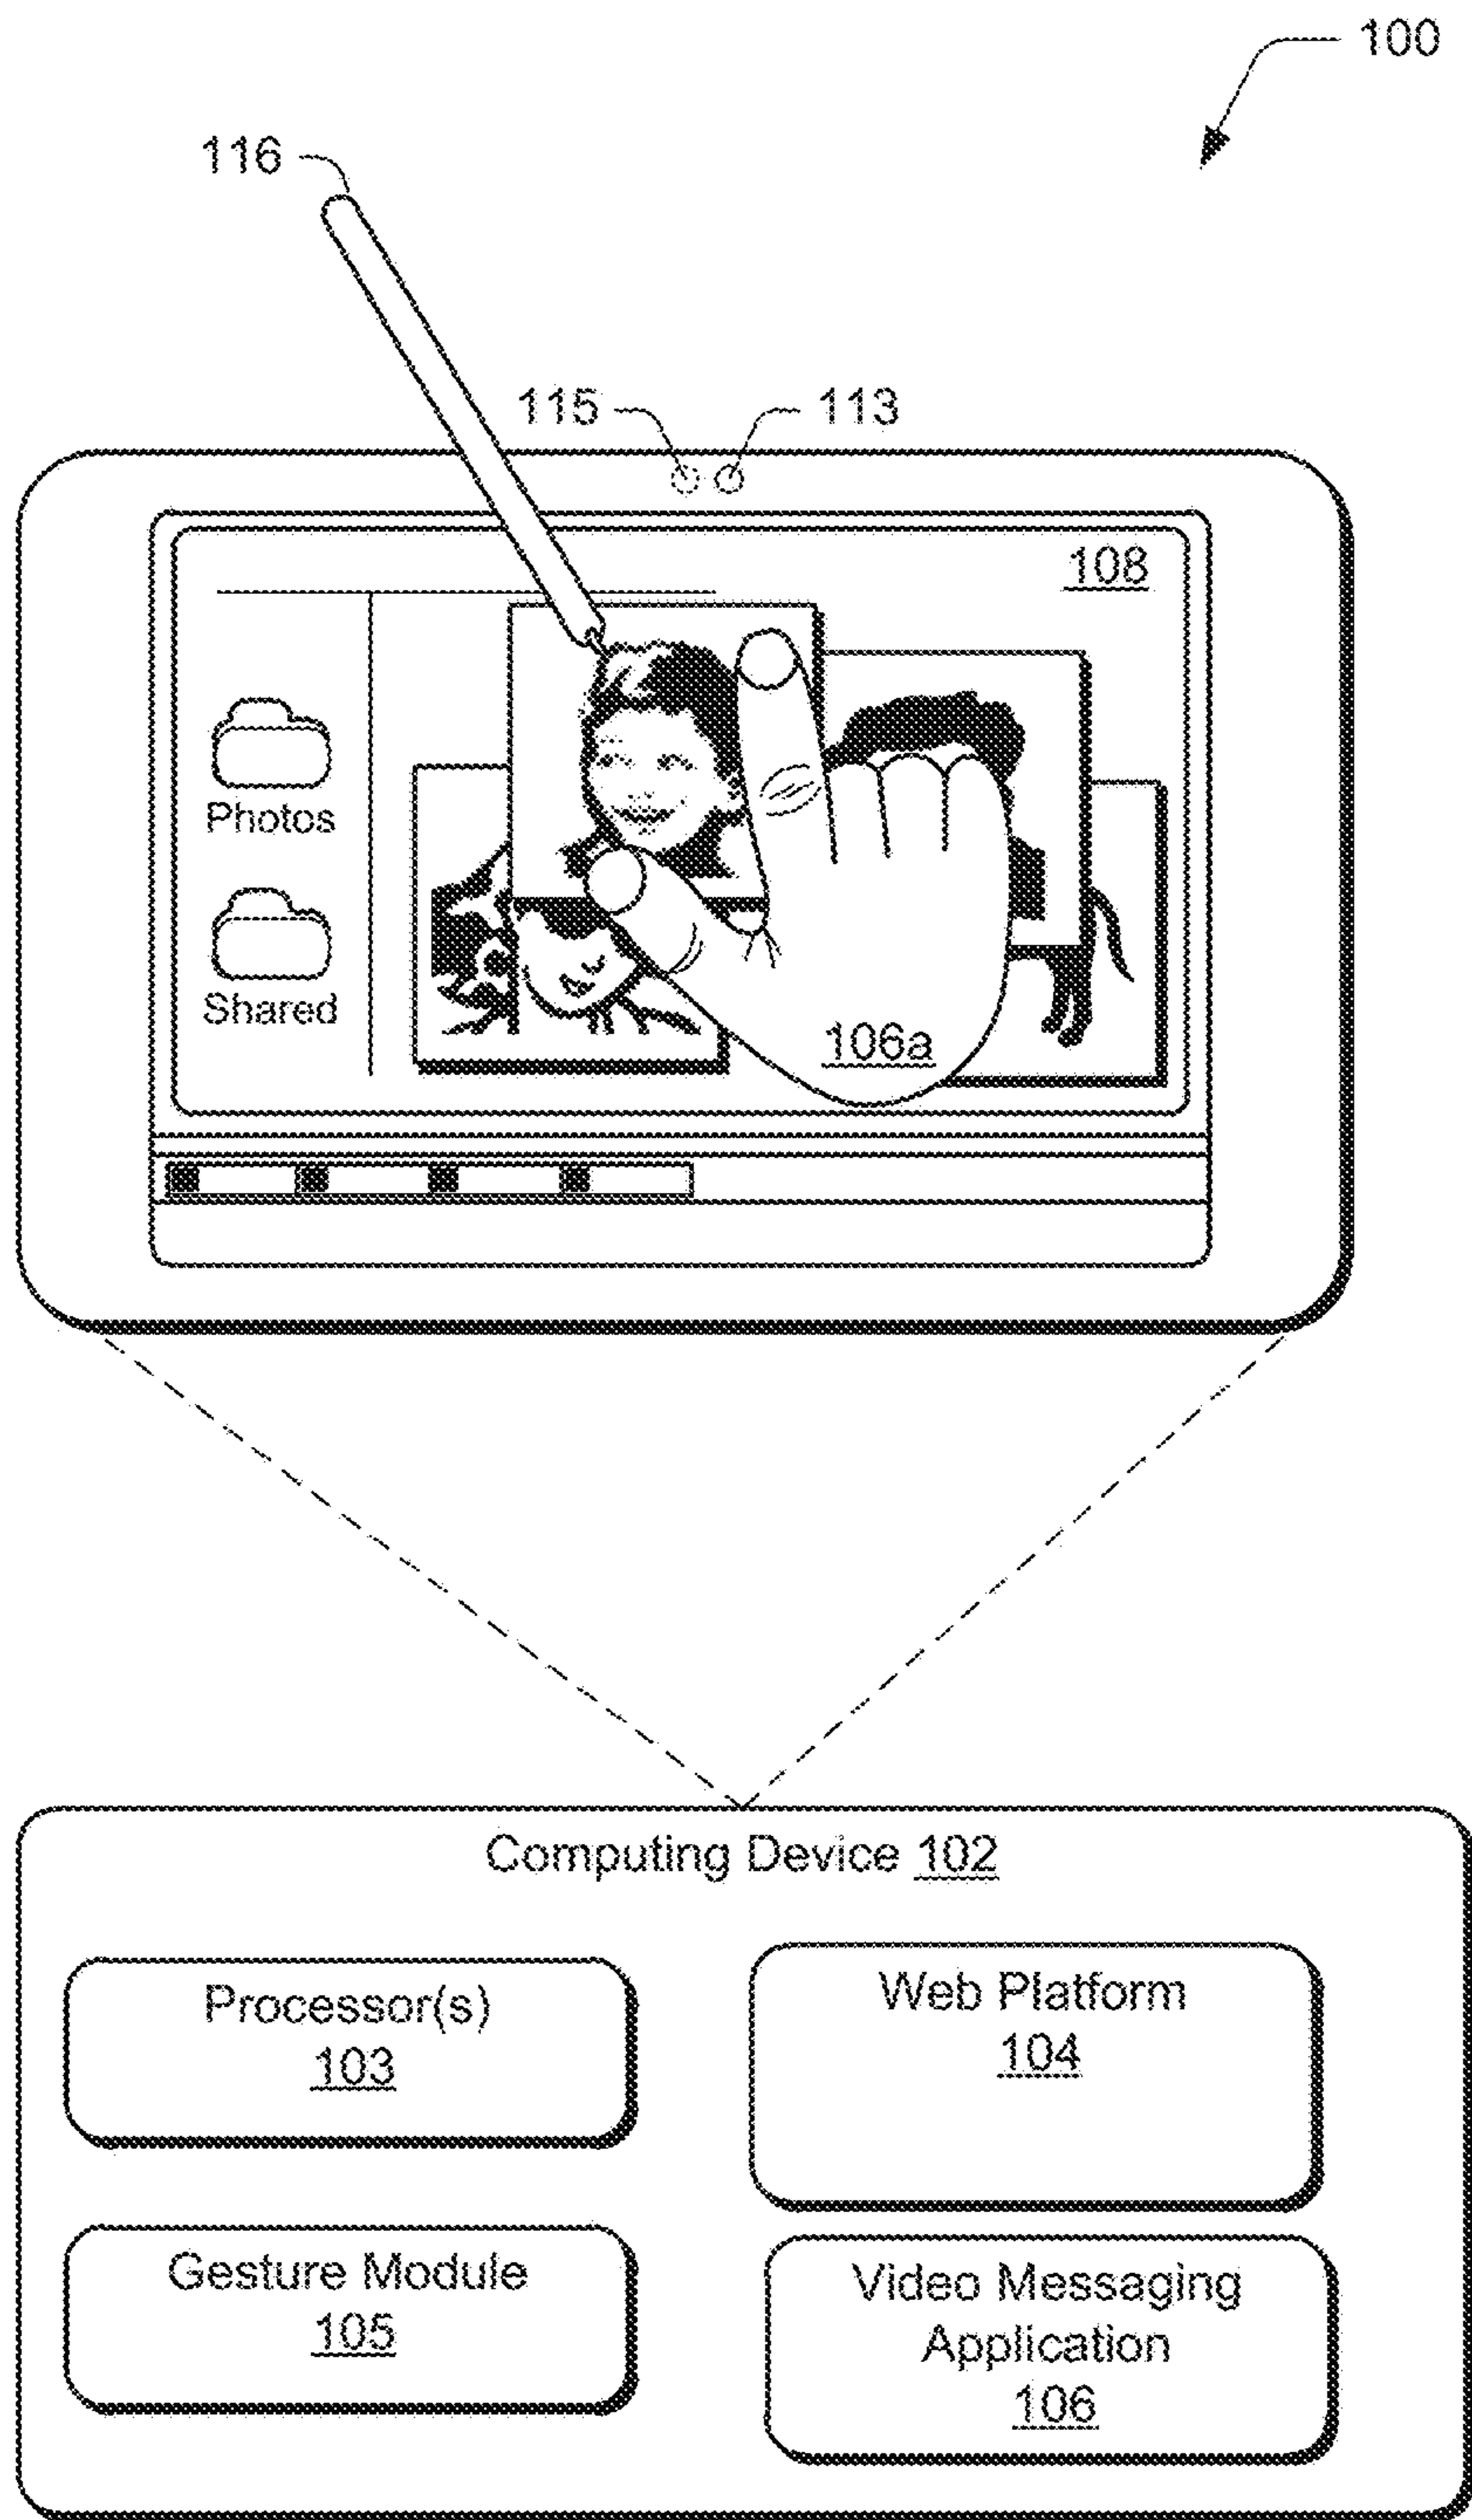 100
116
115
113
108
Photos
Shared
106a
Computing Device 102
Processor(s)
103
Web Platform
104
Gesture Module
105
Video Messaging
Application
106